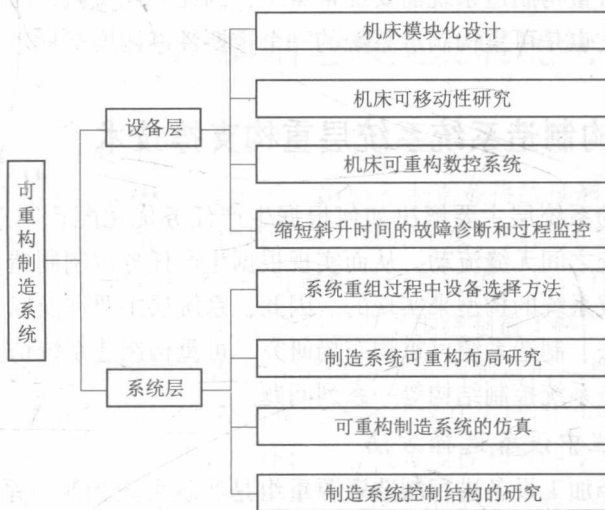 可重构制造系统
设备层
机床模块化设计
机床可移动性研究
机床可重构数控系统
缩短斜升时间的故障诊断和过程监控
系统层
系统重组过程中设备选择方法
制造系统可重构布局研究
可重构制造系统的仿真
制造系统控制结构的研究